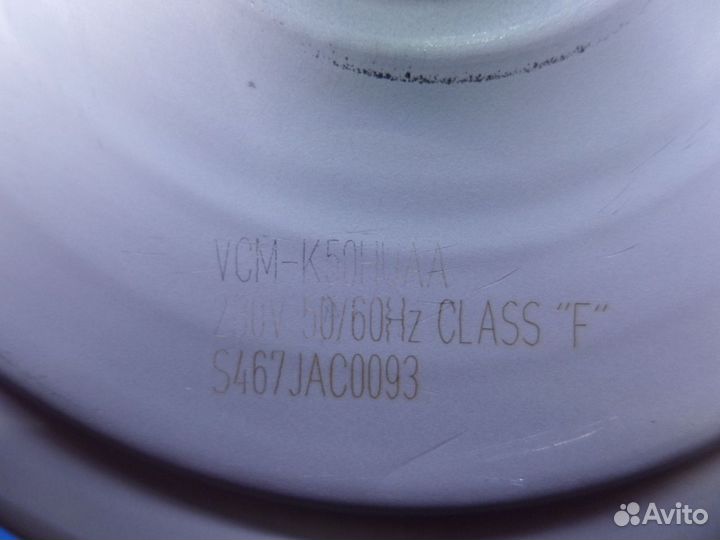 VCM-K50HUAA
230V 50/60Hz CLASS "F"
S467JAC0093
Avito